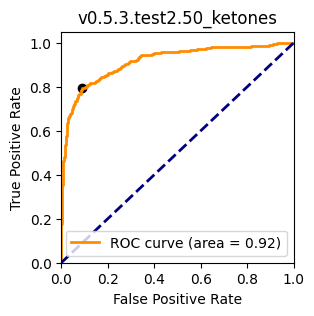 v0.5.3.test2.50_ketones
True Positive Rate
1.0
0.8
0.6
0.4
0.2
0.0
ROC curve (area = 0.92)
0.0 0.2 0.4 0.6 0.8 1.0
False Positive Rate